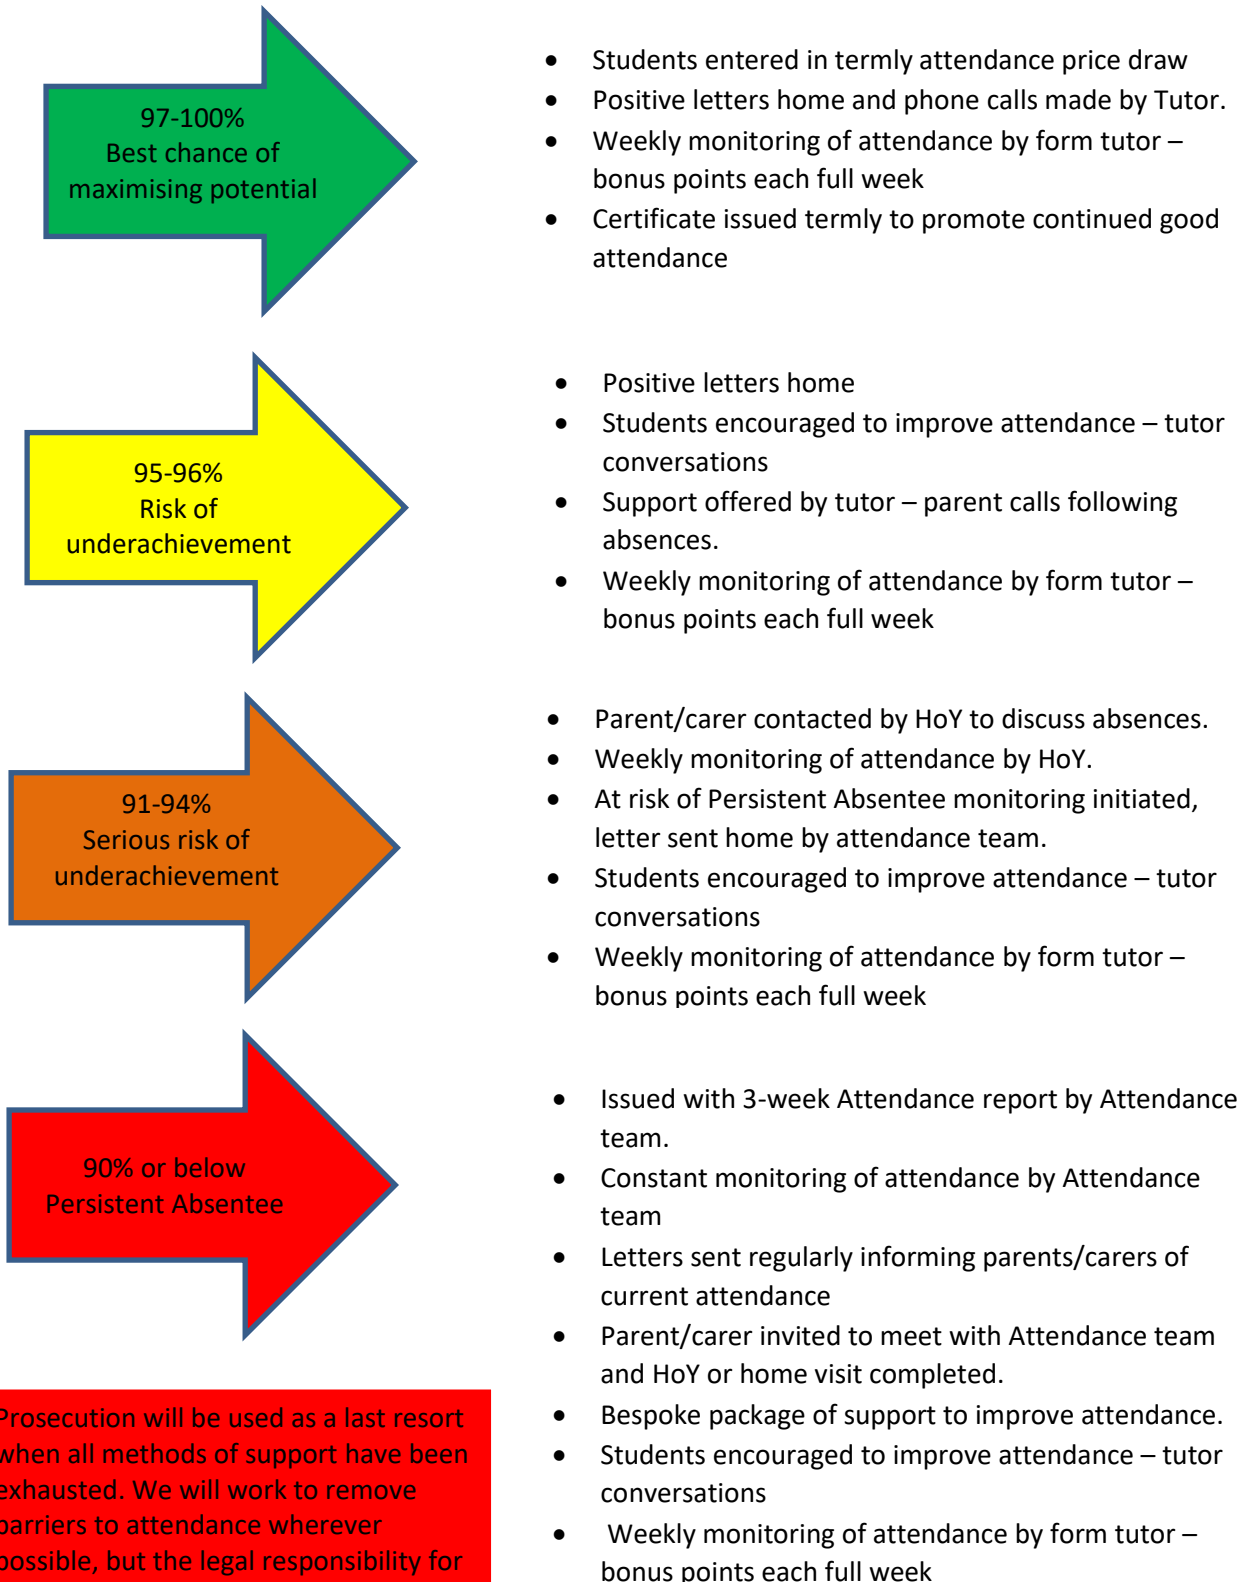 97-100%
Best chance of
maximising potential
• Students entered in termly attendance price draw
• Positive letters home and phone calls made by Tutor.
• Weekly monitoring of attendance by form tutor –
bonus points each full week
• Certificate issued termly to promote continued good
attendance
95-96%
Risk of
underachievement
• Positive letters home
• Students encouraged to improve attendance – tutor
conversations
• Support offered by tutor – parent calls following
absences.
• Weekly monitoring of attendance by form tutor –
bonus points each full week
91-94%
Serious risk of
underachievement
• Parent/carer contacted by HoY to discuss absences.
• Weekly monitoring of attendance by HoY.
• At risk of Persistent Absentee monitoring initiated,
letter sent home by attendance team.
• Students encouraged to improve attendance – tutor
conversations
• Weekly monitoring of attendance by form tutor –
bonus points each full week
90% or below
Persistent Absentee
• Issued with 3-week Attendance report by Attendance
team.
• Constant monitoring of attendance by Attendance
team
• Letters sent regularly informing parents/carers of
current attendance
• Parent/carer invited to meet with Attendance team
and HoY or home visit completed.
• Bespoke package of support to improve attendance.
• Students encouraged to improve attendance – tutor
conversations
• Weekly monitoring of attendance by form tutor –
bonus points each full week
Prosecution will be used as a last resort
when all methods of support have been
exhausted. We will work to remove
barriers to attendance wherever
possible, but the legal responsibility for